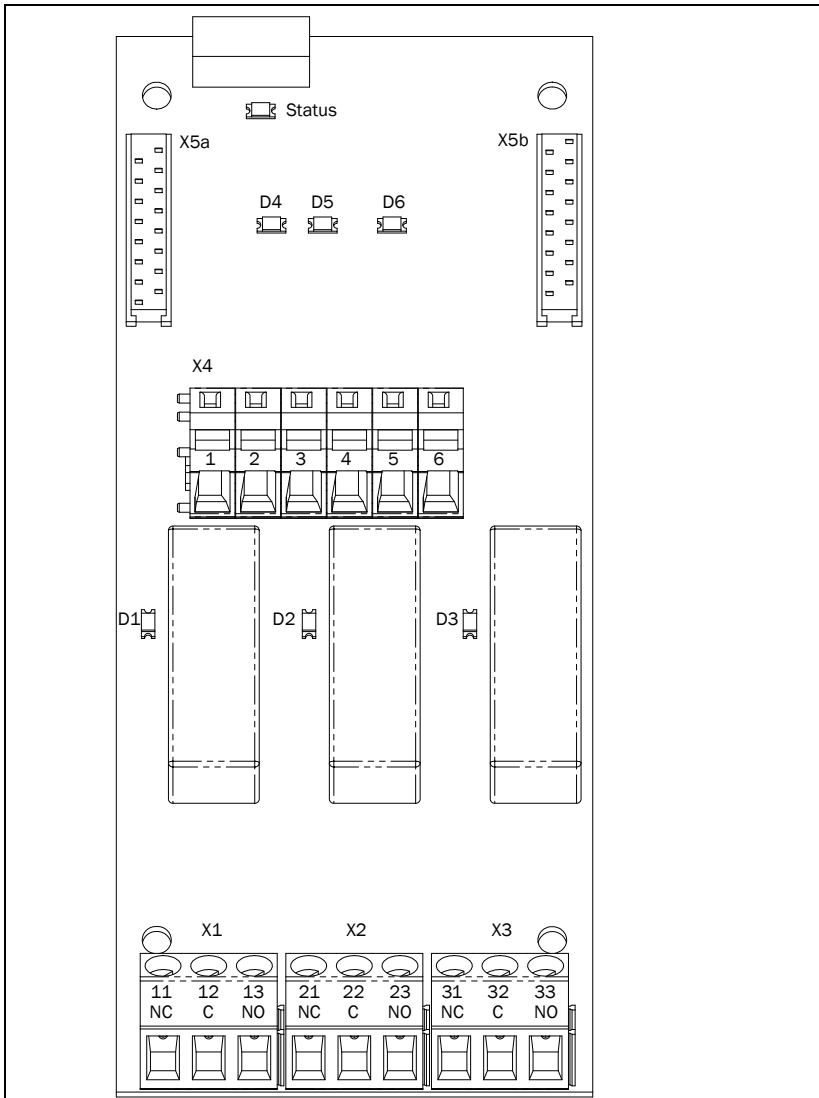 Status
X5a X5b
D4 D5 D6
X4
1 2 3 4 5 6
D1 D2 D3
X1 X2 X3
11 12 13 21 22 23 31 32 33
NC C NO NC C NO NC C NO